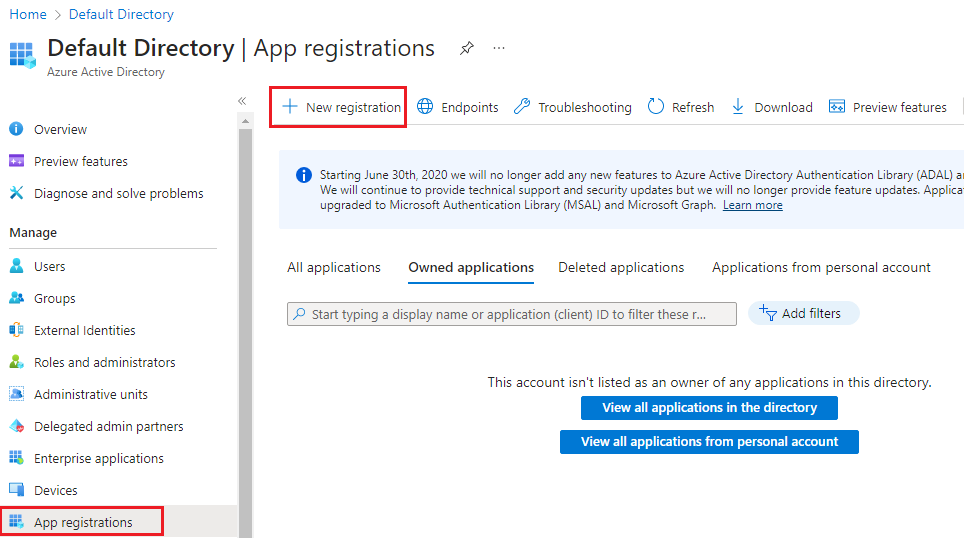 Home > Default Directory
Default Directory | App registrations
Azure Active Directory
Overview
Preview features
Diagnose and solve problems
Manage
Users
Groups
External Identities
Roles and administrators
Administrative units
Delegated admin partners
Enterprise applications
Devices
App registrations
New registration Endpoints Troubleshooting Refresh Download Preview features
Starting June 30th, 2020 we will no longer add any new features to Azure Active Directory Authentication Library (ADAL) an
We will continue to provide technical support and security updates but we will no longer provide feature updates. Applicat
upgraded to Microsoft Authentication Library (MSAL) and Microsoft Graph. Learn more
All applications Owned applications Deleted applications Applications from personal account
Start typing a display name or application (client) ID to filter these r... Add filters
This account isn't listed as an owner of any applications in this directory.
View all applications in the directory
View all applications from personal account